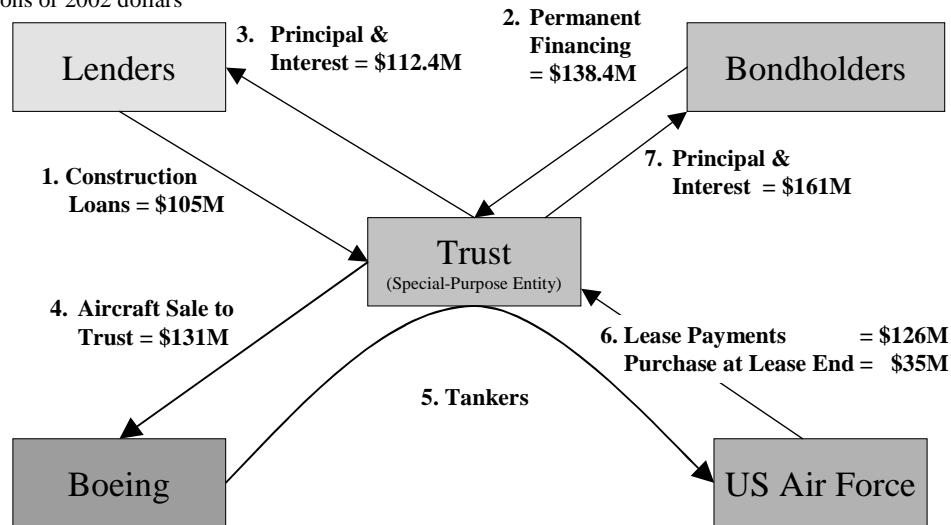 ons of 2002 dollars
Lenders
3. Principal &
Interest = $112.4M
2. Permanent
Financing
= $138.4M
Bondholders
1. Construction
Loans = $105M
7. Principal &
Interest = $161M
Trust
(Special-Purpose Entity)
4. Aircraft Sale to
Trust = $131M
6. Lease Payments = $126M
Purchase at Lease End = $35M
5. Tankers
Boeing
US Air Force